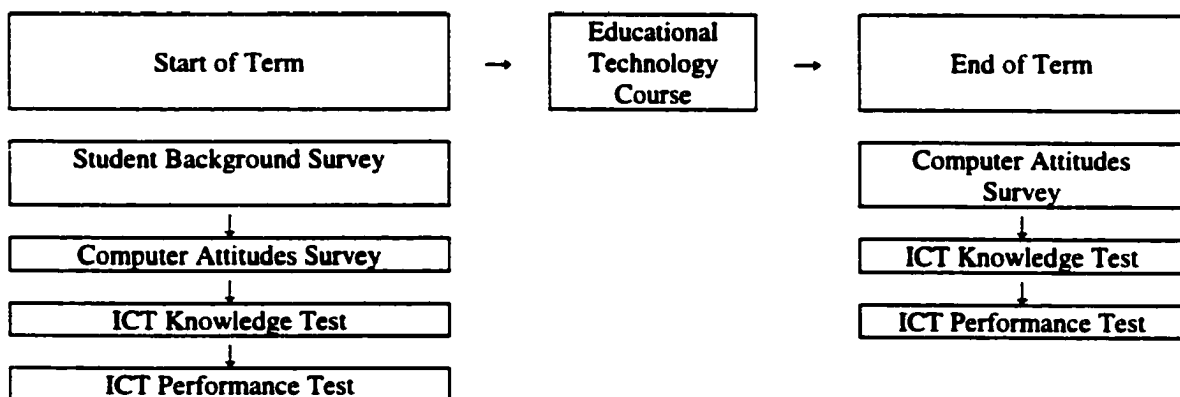 Start of Term
→
Educational
Technology
Course
→
End of Term
Student Background Survey
Computer Attitudes Survey
ICT Knowledge Test
ICT Performance Test
Computer Attitudes
Survey
ICT Knowledge Test
ICT Performance Test